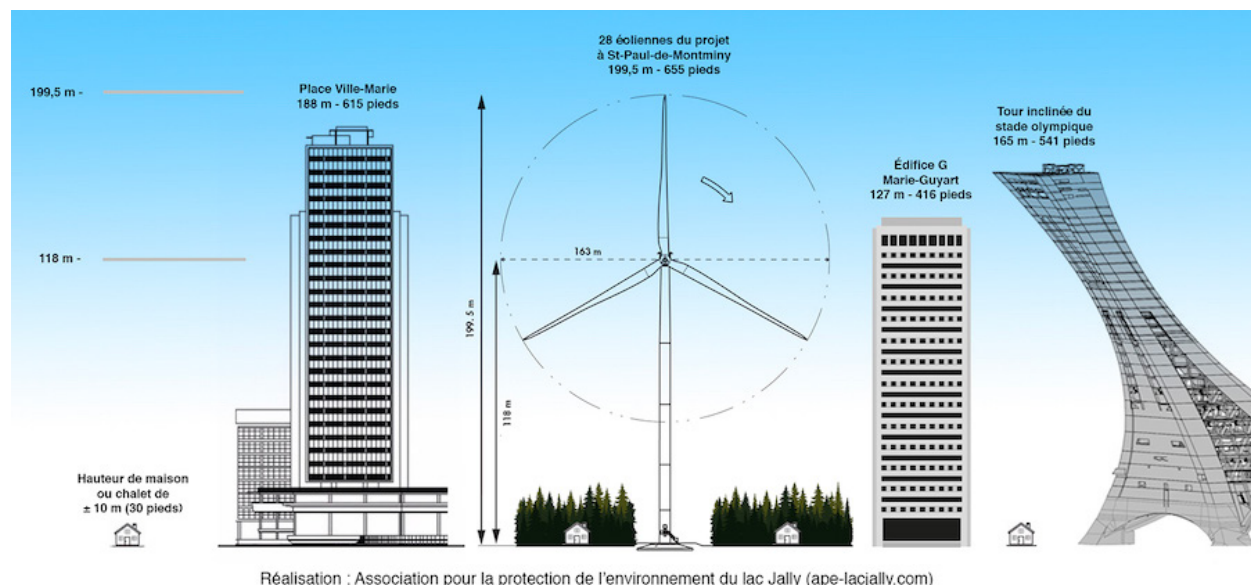 28 éoliennes du projet
à St-Paul-de-Montminy
199,5 m - 655 pieds
199,5 m -
Place Ville-Marie
188 m - 615 pieds
Tour inclinée du
stade olympique
165 m - 541 pieds
Édifice G
Marie-Guyart
127 m - 416 pieds
118 m -
163 m
199. 5 m
118 m
Hauteur de maison
ou chalet de
± 10 m (30 pieds)
Réalisation : Association pour la protection de l'environnement du lac Jally (ape-lacjally.com)